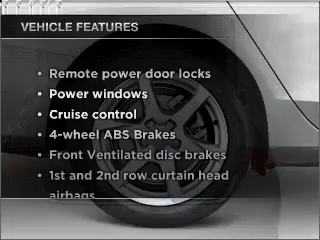 VEHICLE FEATURES
• Remote power door locks
• Power windows
• Cruise control
• 4-wheel ABS Brakes
• Front Ventilated disc brakes
• 1st and 2nd row curtain head
airbags